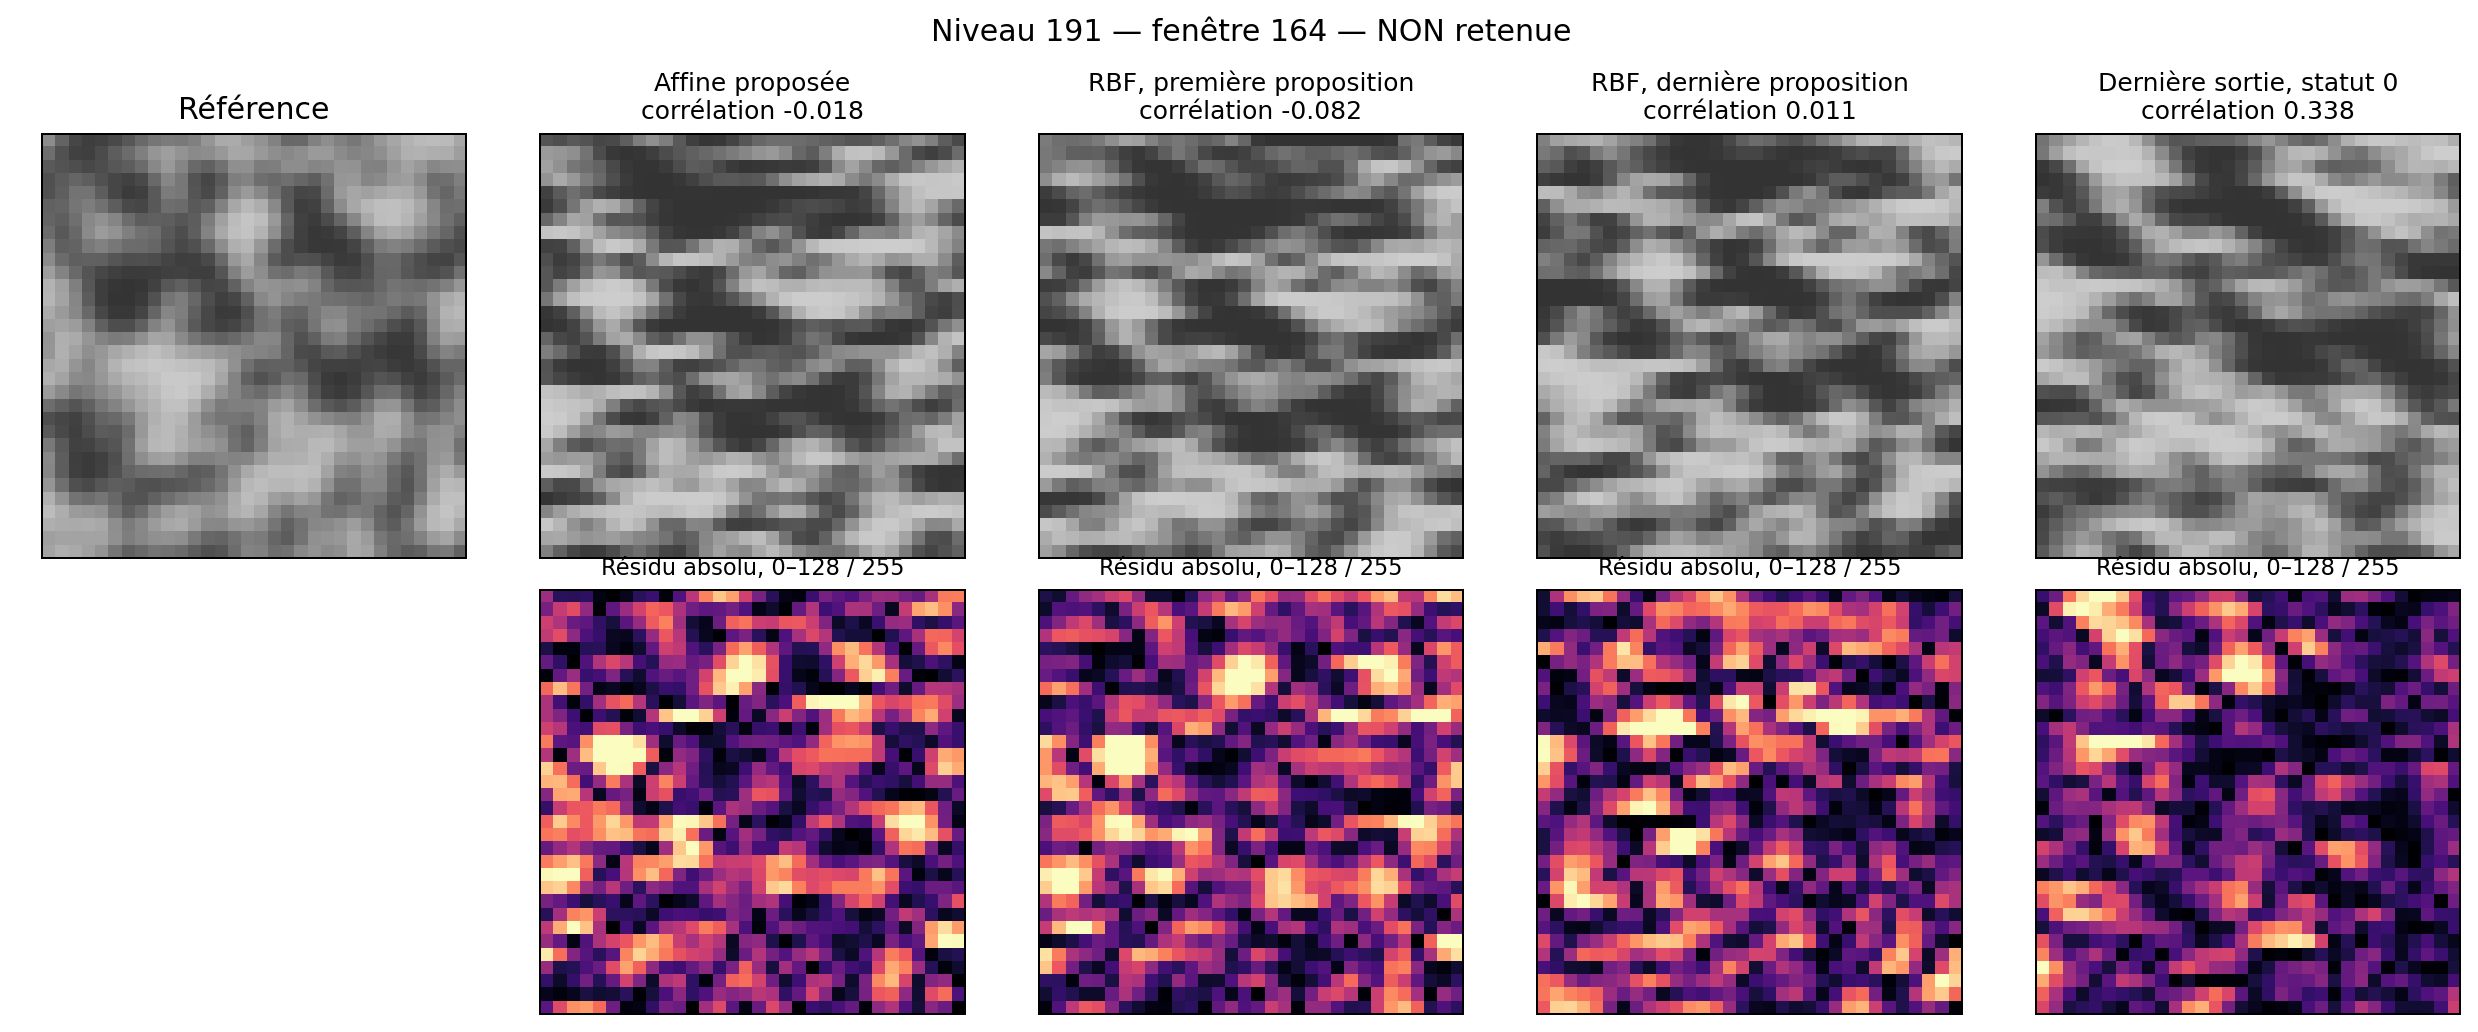 Niveau 191 — fenêtre 164 — NON retenue
Référence
Affine proposée
corrélation -0.018
RBF, première proposition
corrélation -0.082
RBF, dernière proposition
corrélation 0.011
Dernière sortie, statut 0
corrélation 0.338
Résidu absolu, 0–128 / 255
Résidu absolu, 0–128 / 255
Résidu absolu, 0–128 / 255
Résidu absolu, 0–128 / 255